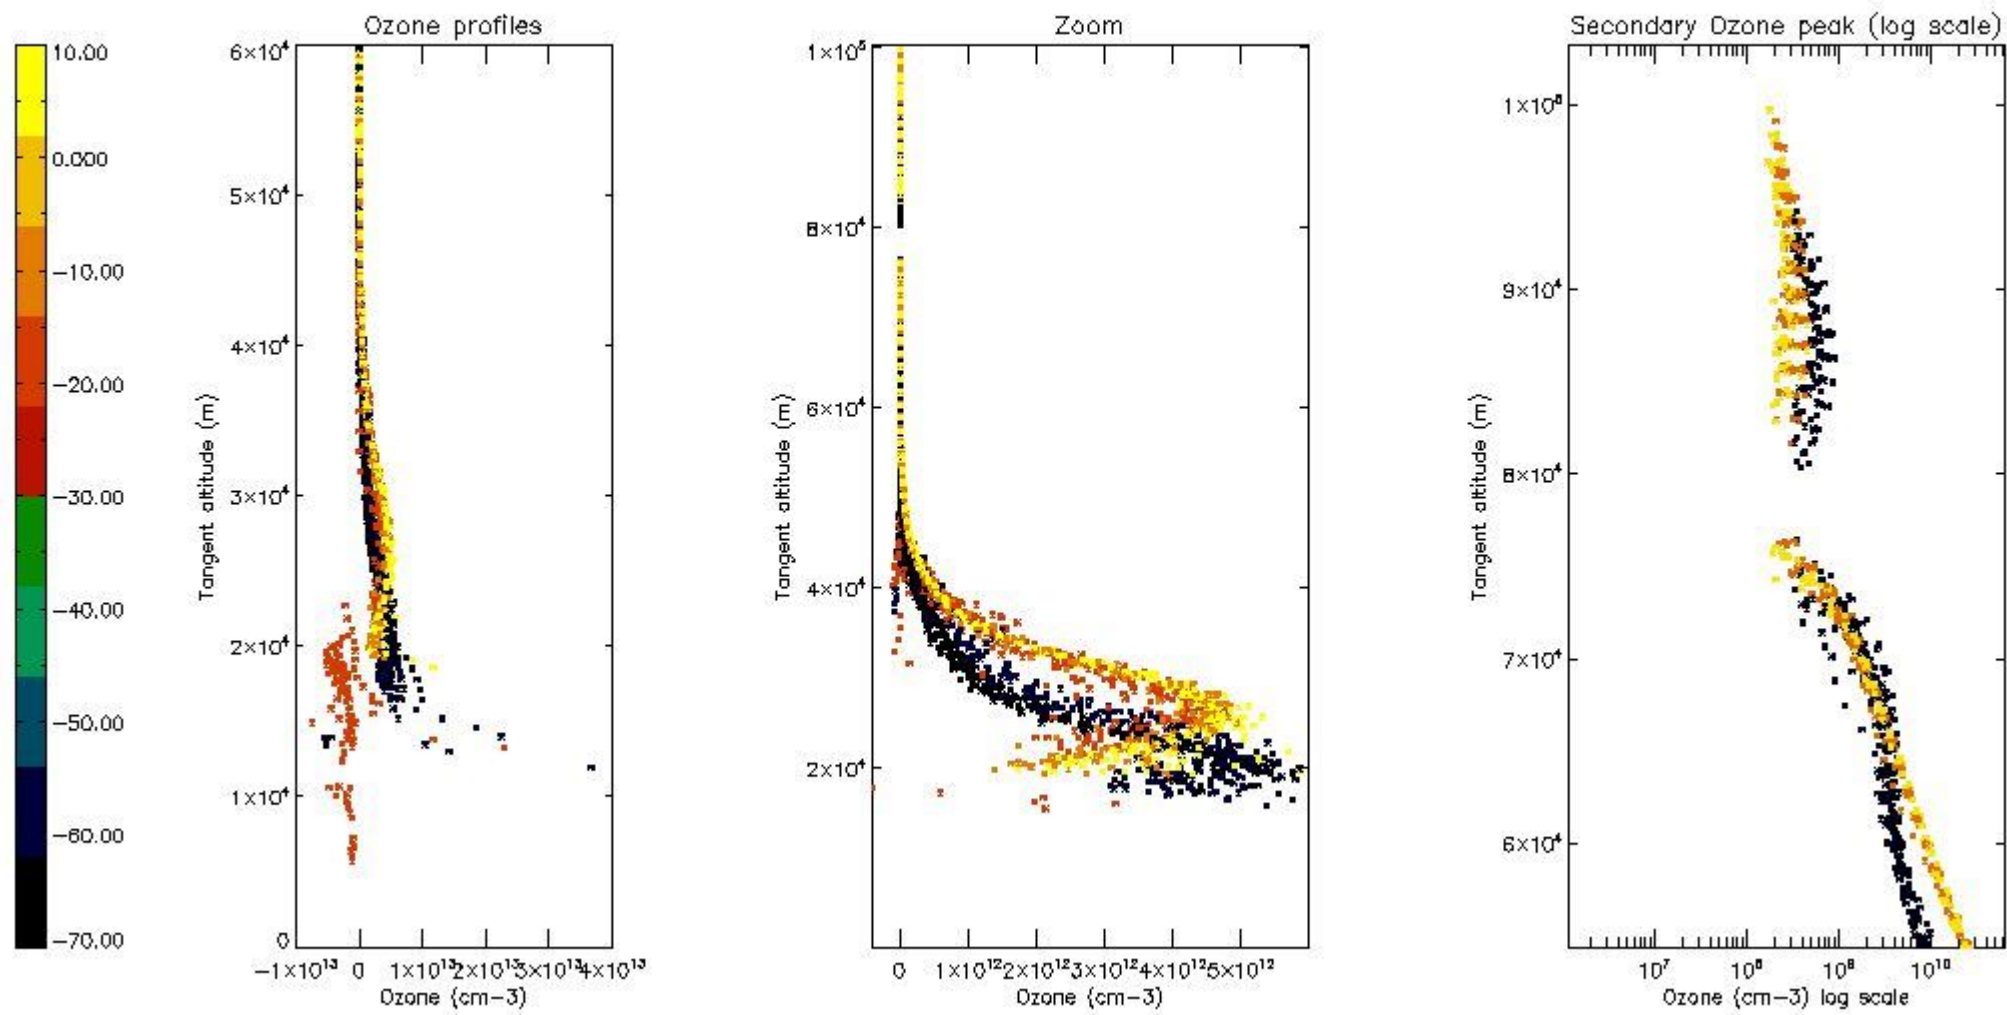 Ozone profiles
Zoom
Secondary Ozone peak (log scale)
10.00
0.000
−10.00
−20.00
−30.00
−40.00
−50.00
−60.00
−70.00
6×10⁴
5×10⁴
4×10⁴
3×10⁴
2×10⁴
1×10⁴
0
Tangent altitude (m)
−1×10¹³ 0 1×10¹³ 2×10¹³ 3×10¹³ 4×10¹³
Ozone (cm−3)
1×10⁵
8×10⁴
6×10⁴
4×10⁴
2×10⁴
Tangent altitude (m)
0 1×10¹² 2×10¹² 3×10¹² 4×10¹² 5×10¹²
Ozone (cm−3)
1×10⁵
9×10⁴
8×10⁴
7×10⁴
6×10⁴
Tangent altitude (m)
10⁷ 10⁸ 10⁹ 10¹⁰
Ozone (cm−3) log scale